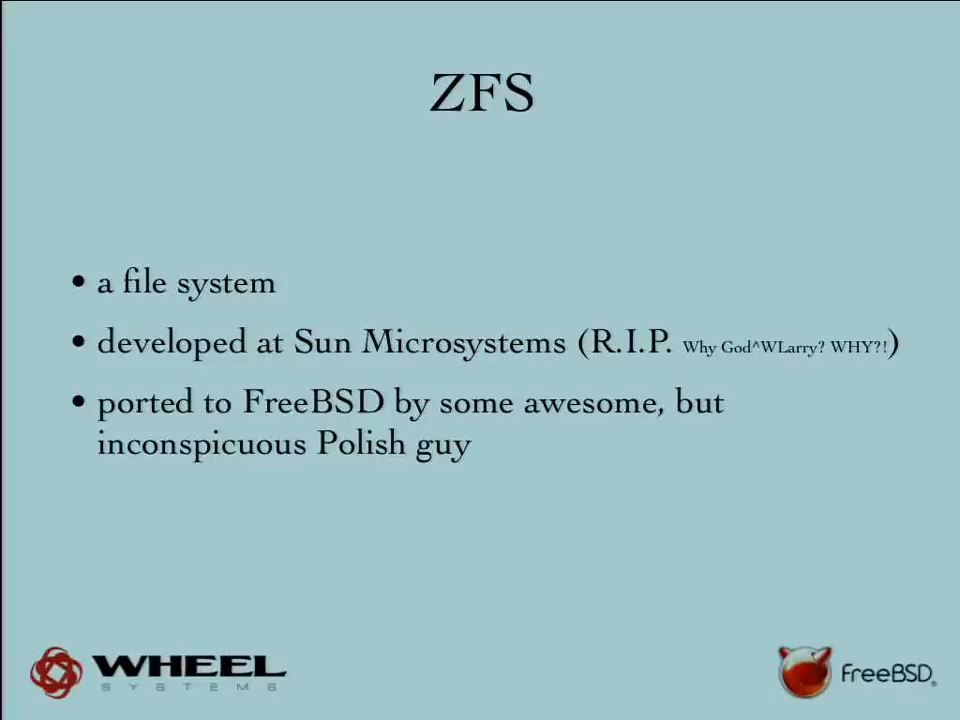 ZFS
• a file system
• developed at Sun Microsystems (R.I.P. Why God^WLarry? WHY?!)
• ported to FreeBSD by some awesome, but
inconspicuous Polish guy
WHEEL
SYSTEMS
FreeBSD®